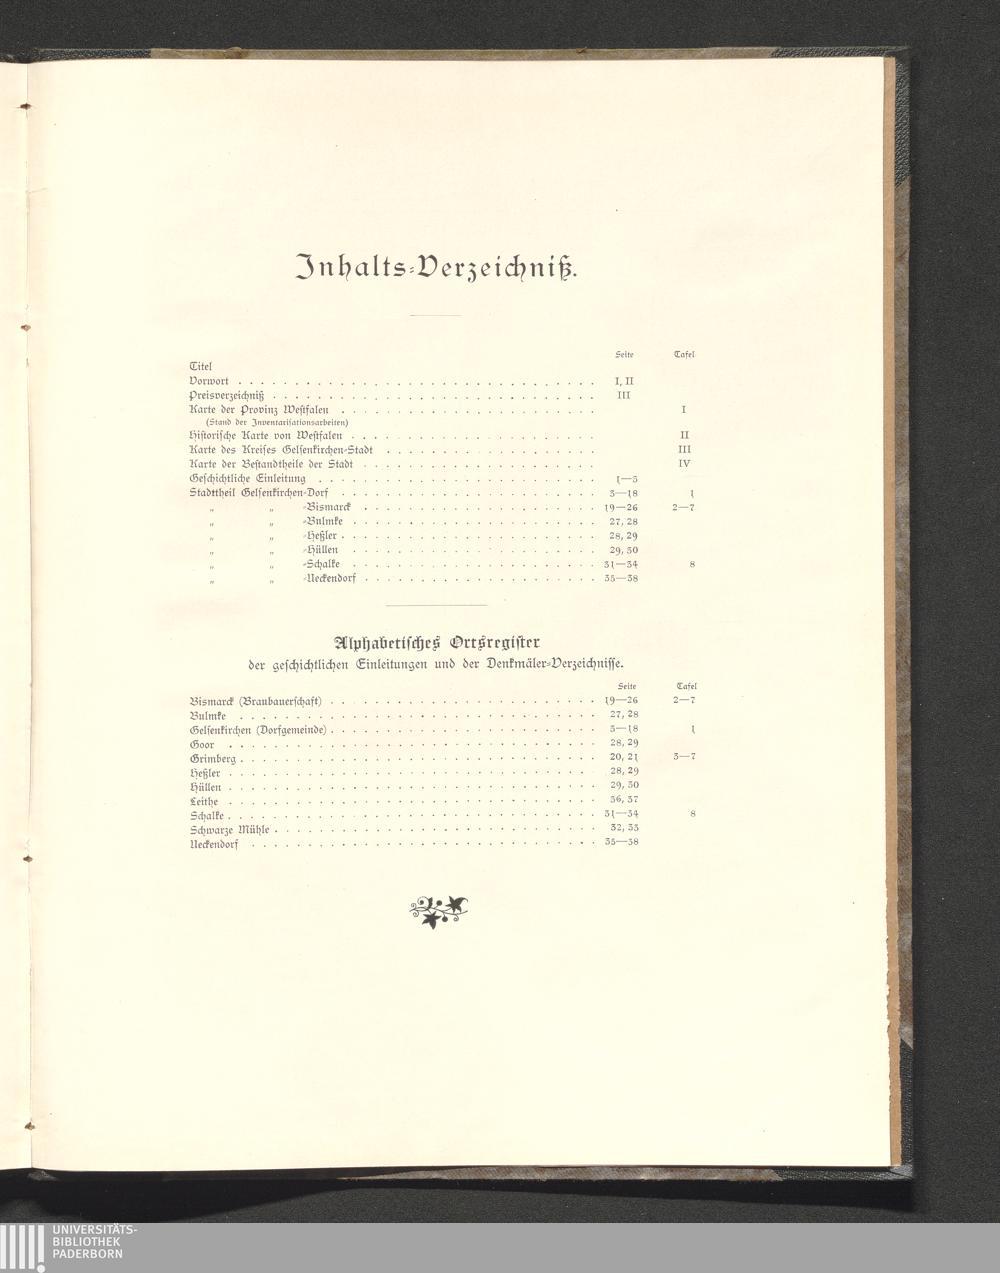 Inhalts-Verzeichniß.
Seite Tafel
Titel
Vorwort . . . I, II
Preisverzeichniß . . . III
Karte der Provinz Westfalen . . . I
(Stand der Inventarisationsarbeiten)
Historische Karte von Westfalen . . . II
Karte des Kreises Gelsenkirchen-Stadt . . . III
Karte der Bestandtheile der Stadt . . . IV
Geschichtliche Einleitung . . . 1—3
Stadttheil Gelsenkirchen-Dorf . . . 3—18 1
„ „ -Bismarck . . . 19—26 2—7
„ „ -Bulmke . . . 27, 28
„ „ -Heßler . . . 28, 29
„ „ -Hüllen . . . 29, 30
„ „ -Schalke . . . 31—34 8
„ „ -Ueckendorf . . . 35—38
Alphabetisches Ortsregister
der geschichtlichen Einleitungen und der Denkmäler-Verzeichnisse.
Seite Tafel
Bismarck (Braubauerschaft) . . . 19—26 2—7
Bulmke . . . 27, 28
Gelsenkirchen (Dorfgemeinde) . . . 3—18 1
Goor . . . 28, 29
Grimberg . . . 20, 21 3—7
Heßler . . . 28, 29
Hüllen . . . 29, 30
Leithe . . . 36, 37
Schalke . . . 31—34 8
Schwarze Mühle . . . 32, 33
Ueckendorf . . . 35—38
UNIVERSITÄTS-
BIBLIOTHEK
PADERBORN